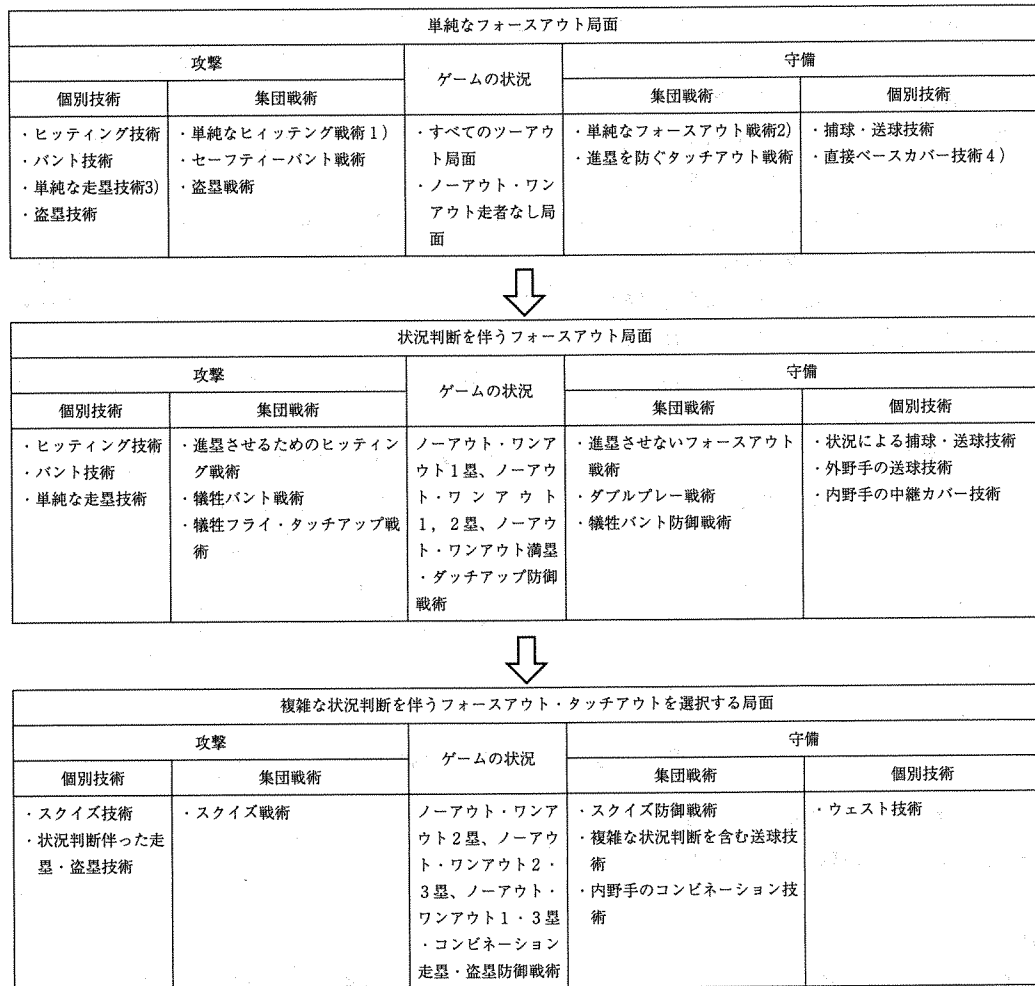 単純なフォースアウト局面
攻撃
ゲームの状況
守備
個別技術
集団戦術
集団戦術
個別技術
・ヒッティング技術
・バント技術
・単純な走塁技術3)
・盗塁技術
・単純なヒィッテング戦術1)
・セーフティーバント戦術
・盗塁戦術
・すべてのツーアウ
ト局面
・ノーアウト・ワン
アウト走者なし局
面
・単純なフォースアウト戦術2)
・進塁を防ぐタッチアウト戦術
・捕球・送球技術
・直接ベースカバー技術4)
状況判断を伴うフォースアウト局面
攻撃
ゲームの状況
守備
個別技術
集団戦術
集団戦術
個別技術
・ヒッティング技術
・バント技術
・単純な走塁技術
・進塁させるためのヒッティン
グ戦術
・犠牲バント戦術
・犠牲フライ・タッチアップ戦
術
ノーアウト・ワンア
ウト1塁、ノーアウ
ト・ワンアウト
1，2塁、ノーアウ
ト・ワンアウト満塁
・ダッチアップ防御
戦術
・進塁させないフォースアウト
戦術
・ダブルプレー戦術
・犠牲バント防御戦術
・状況による捕球・送球技術
・外野手の送球技術
・内野手の中継カバー技術
複雑な状況判断を伴うフォースアウト・タッチアウトを選択する局面
攻撃
ゲームの状況
守備
個別技術
集団戦術
集団戦術
個別技術
・スクイズ技術
・状況判断伴った走
塁・盗塁技術
・スクイズ戦術
ノーアウト・ワンア
ウト2塁、ノーアウ
ト・ワンアウト2・
3塁、ノーアウト・
ワンアウト1・3塁
・コンビネーション
走塁・盗塁防御戦術
・スクイズ防御戦術
・複雑な状況判断を含む送球技
術
・内野手のコンビネーション技
術
・ウェスト技術